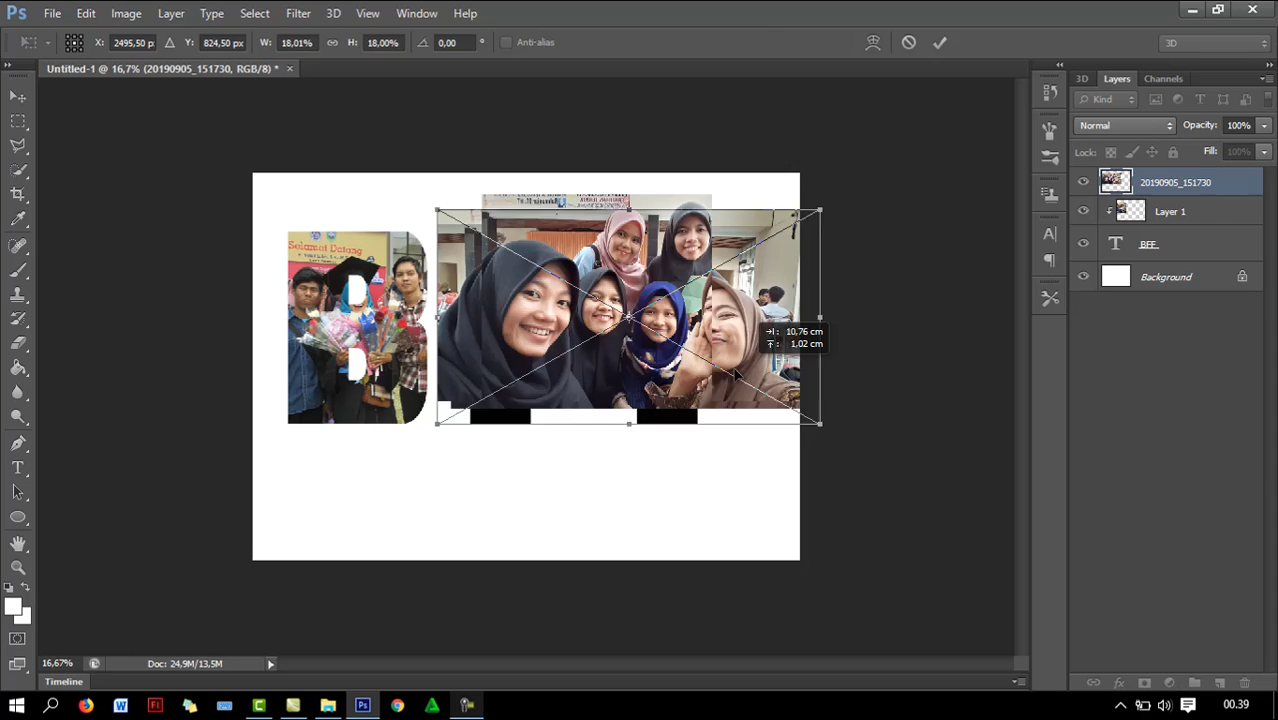 Ps File Edit Image Layer Type Select Filter 3D View Window Help
X: 2495,50 px Y: 824,50 px W: 18,01% H: 18,00% 0,00 ° Anti-alias 3D
Untitled-1 @ 16,7% (20190905_151730, RGB/8) * ×
3D Layers Channels
Kind
Normal Opacity: 100%
Lock: Fill: 100%
20190905_151730
Layer 1
T BFF
Background
Selamat Datang
10,76 cm
1,02 cm
16,67% Doc: 24,9M/13,5M
Timeline
00.39